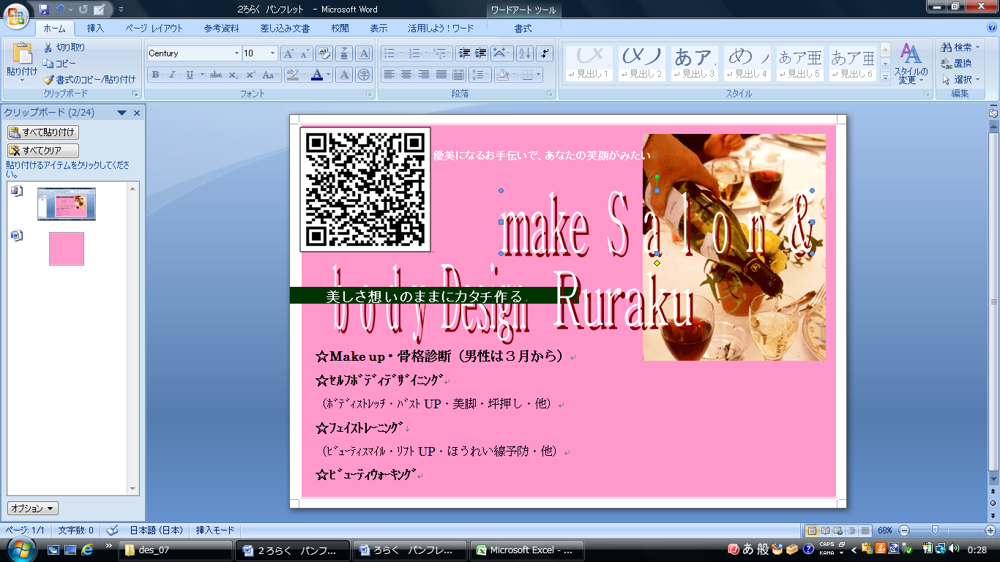 2ろらく パンフレット - Microsoft Word
ワードアート ツール
ホーム 挿入 ページ レイアウト 参考資料 差し込み文書 校閲 表示 活用しよう！ワード 書式
貼り付け
切り取り
コピー
書式のコピー/貼り付け
クリップボード
Century 10
フォント
段落
見出し 1 見出し 2 見出し 3 見出し 4 見出し 5 見出し 6
スタイルの変更
スタイル
検索
置換
選択
編集
クリップボード (2/24)
すべて貼り付け
すべてクリア
貼り付けるアイテムをクリックしてくださ
い。
優美になるお手伝いで、あなたの笑顔がみたい
make Salon &
body Design Ruraku
美しさ想いのままにカタチ作る
☆Make up・骨格診断（男性は３月から）
☆ｾﾙﾌﾎﾞﾃﾞｨﾃﾞｻﾞｲﾆﾝｸﾞ
（ﾎﾞﾃﾞｨｽﾄﾚｯﾁ・ﾊﾞｽﾄ UP・美脚・坪押し・他）
☆ﾌｪｲｽﾄﾚｰﾆﾝｸﾞ
（ﾋﾞｭｰﾃｨｽﾏｲﾙ・ﾘﾌﾄ UP・ほうれい線予防・他）
☆ﾋﾞｭｰﾃｨｳｫｰｷﾝｸﾞ
オプション
ページ: 1/1 文字数: 0 日本語 (日本) 挿入モード 68%
des_07
２ろらく パンフ...
ろらく パンフレ...
Microsoft Excel - ...
あ 般
CAPS
KANA
0:28